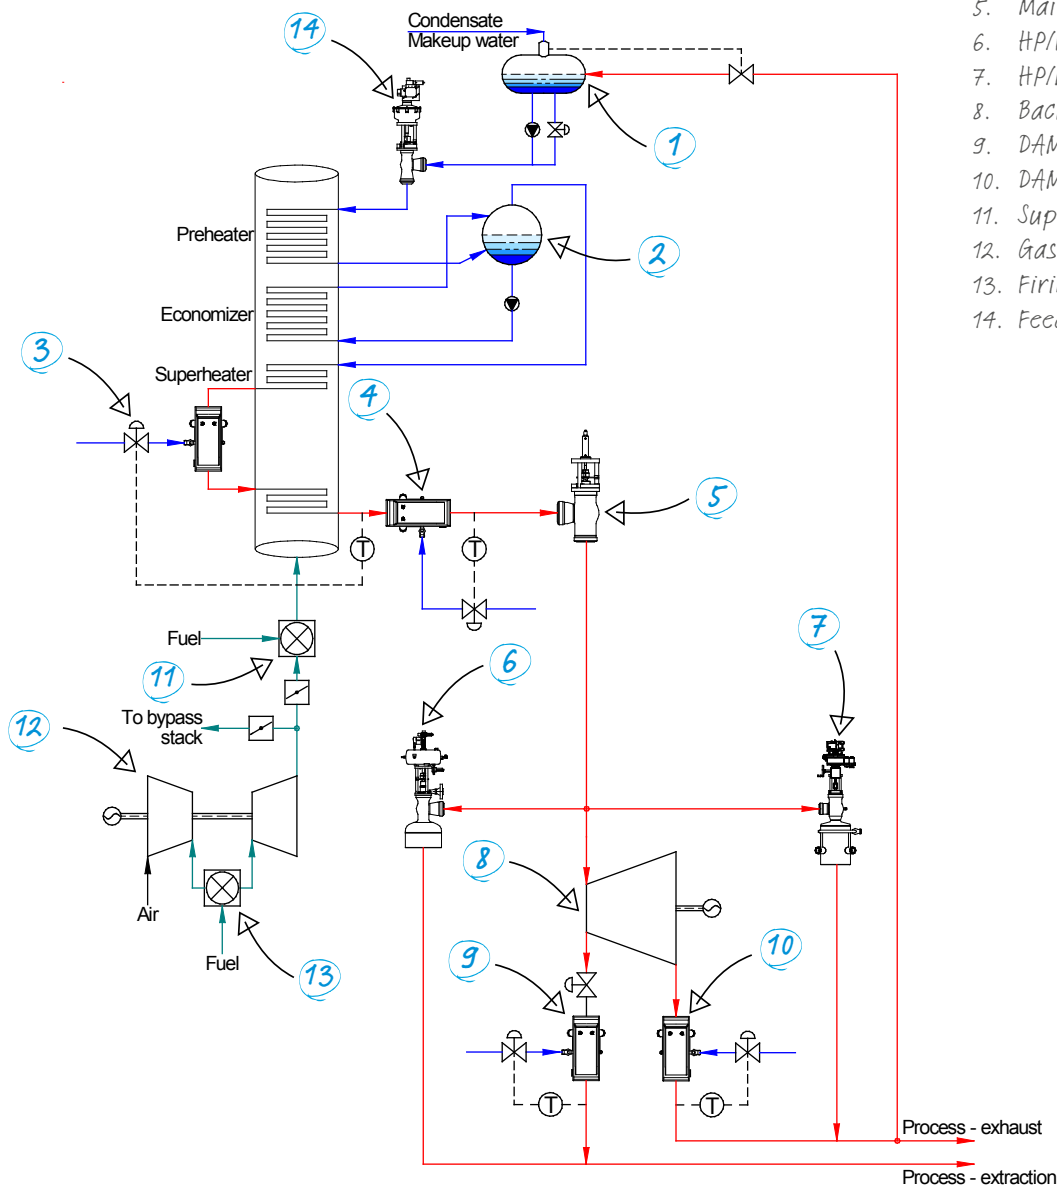 14
Condensate
Makeup water
1
Preheater
2
Economizer
3
Superheater
4
5
Fuel
11
6
7
12
To bypass
stack
8
Air
Fuel
13
9
10
T
T
T
T
Process - exhaust
Process - extraction
5. Mai
6. HP/
7. HP/
8. Bac
9. DAM
10. DAM
11. Sup
12. Gas
13. Firi
14. Feed